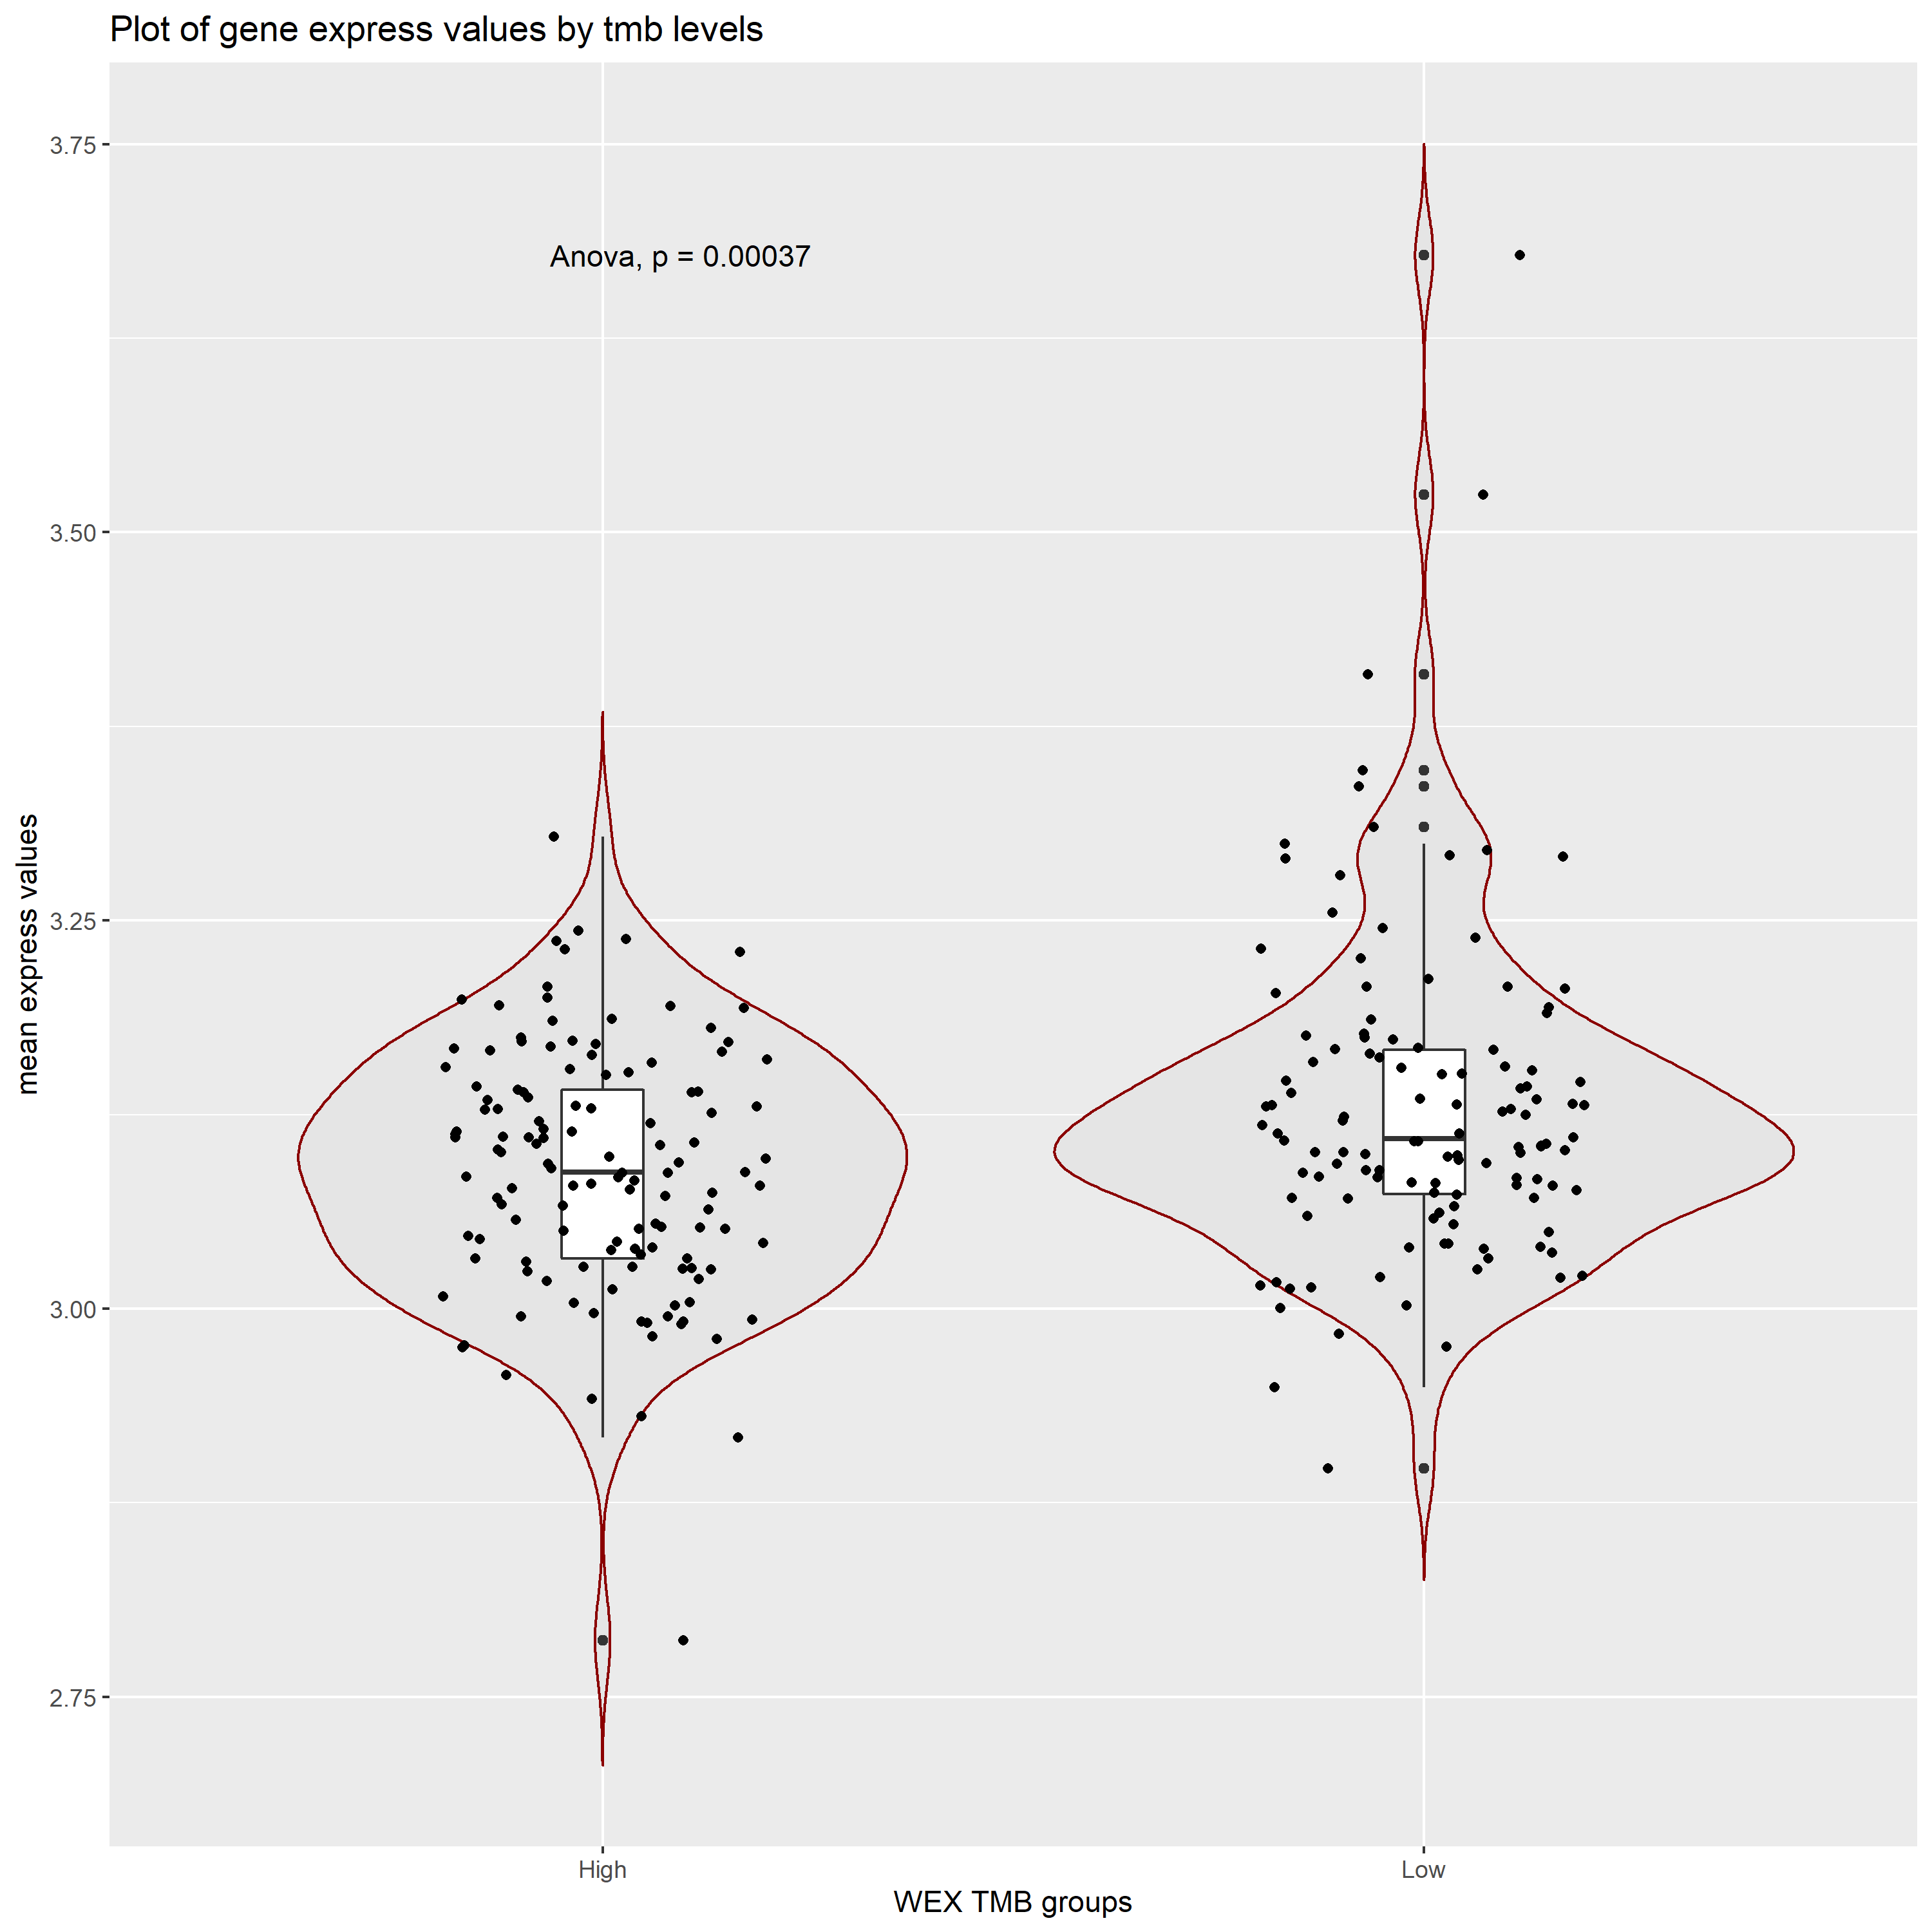 Plot of gene express values by tmb levels
3.75
Anova, p = 0.00037
3.50
3.25
mean express values
3.00
2.75
High
Low
WEX TMB groups